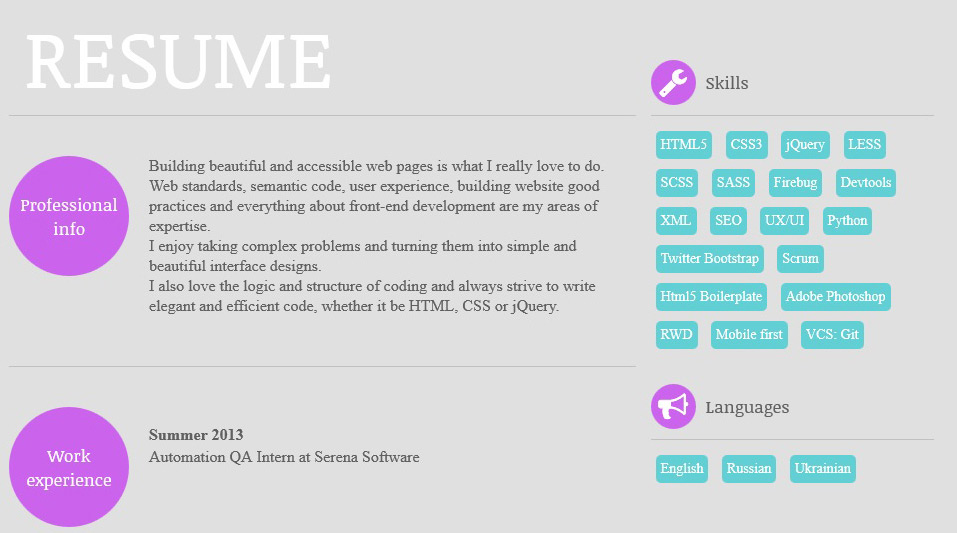 RESUME
Professional
info
Building beautiful and accessible web pages is what I really love to do.
Web standards, semantic code, user experience, building website good
practices and everything about front-end development are my areas of
expertise.
I enjoy taking complex problems and turning them into simple and
beautiful interface designs.
I also love the logic and structure of coding and always strive to write
elegant and efficient code, whether it be HTML, CSS or jQuery.
Work
experience
Summer 2013
Automation QA Intern at Serena Software
Skills
HTML5 CSS3 jQuery LESS
SCSS SASS Firebug Devtools
XML SEO UX/UI Python
Twitter Bootstrap Scrum
Html5 Boilerplate Adobe Photoshop
RWD Mobile first VCS: Git
Languages
English Russian Ukrainian